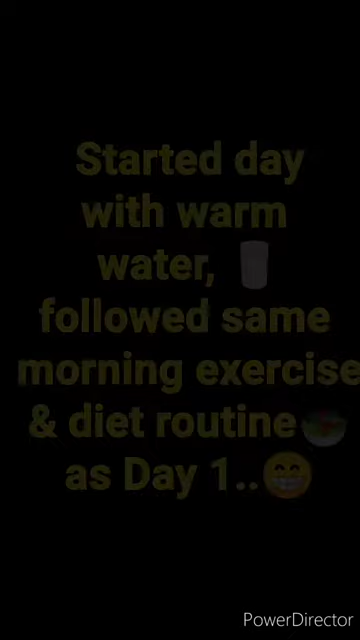 Started day
with warm
water, 🥛
followed same
morning exercise
& diet routine🥗
as Day 1..😁
PowerDirector